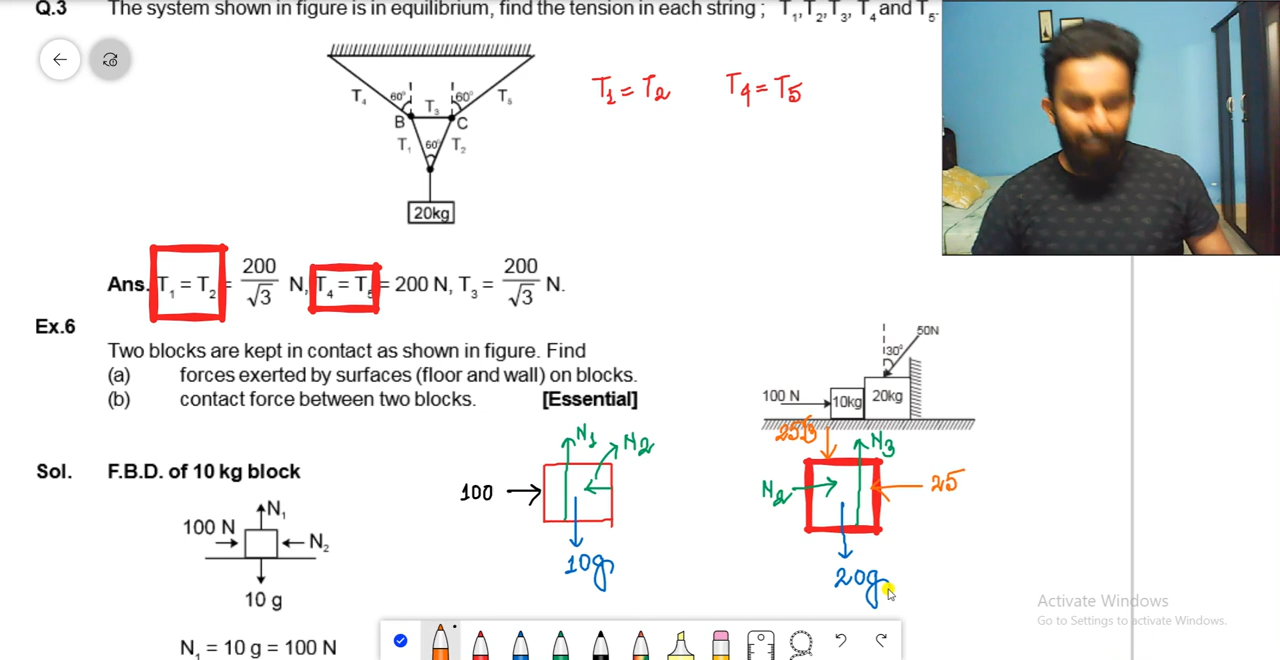 Q.3 The system shown in figure is in equilibrium, find the tension in each string ; T₁, T₂, T₃, T₄ and T₅.
T₄ 60° 60° T₅
T₃
B C
T₁ 60° T₂
20kg
T₁ = T₂ T₄ = T₅
Ans. T₁ = T₂ = 200/√3 N, T₄ = T₅ = 200 N, T₃ = 200/√3 N.
Ex.6
Two blocks are kept in contact as shown in figure. Find
(a) forces exerted by surfaces (floor and wall) on blocks.
(b) contact force between two blocks. [Essential]
50N
30°
100 N 10kg 20kg
Sol. F.B.D. of 10 kg block
N₁
100 N
N₂
10 g
N₁ = 10 g = 100 N
N₁ N₂
100
10g
25√3 N₃
N₂ 25
20g
Activate Windows
Go to Settings to activate Windows.